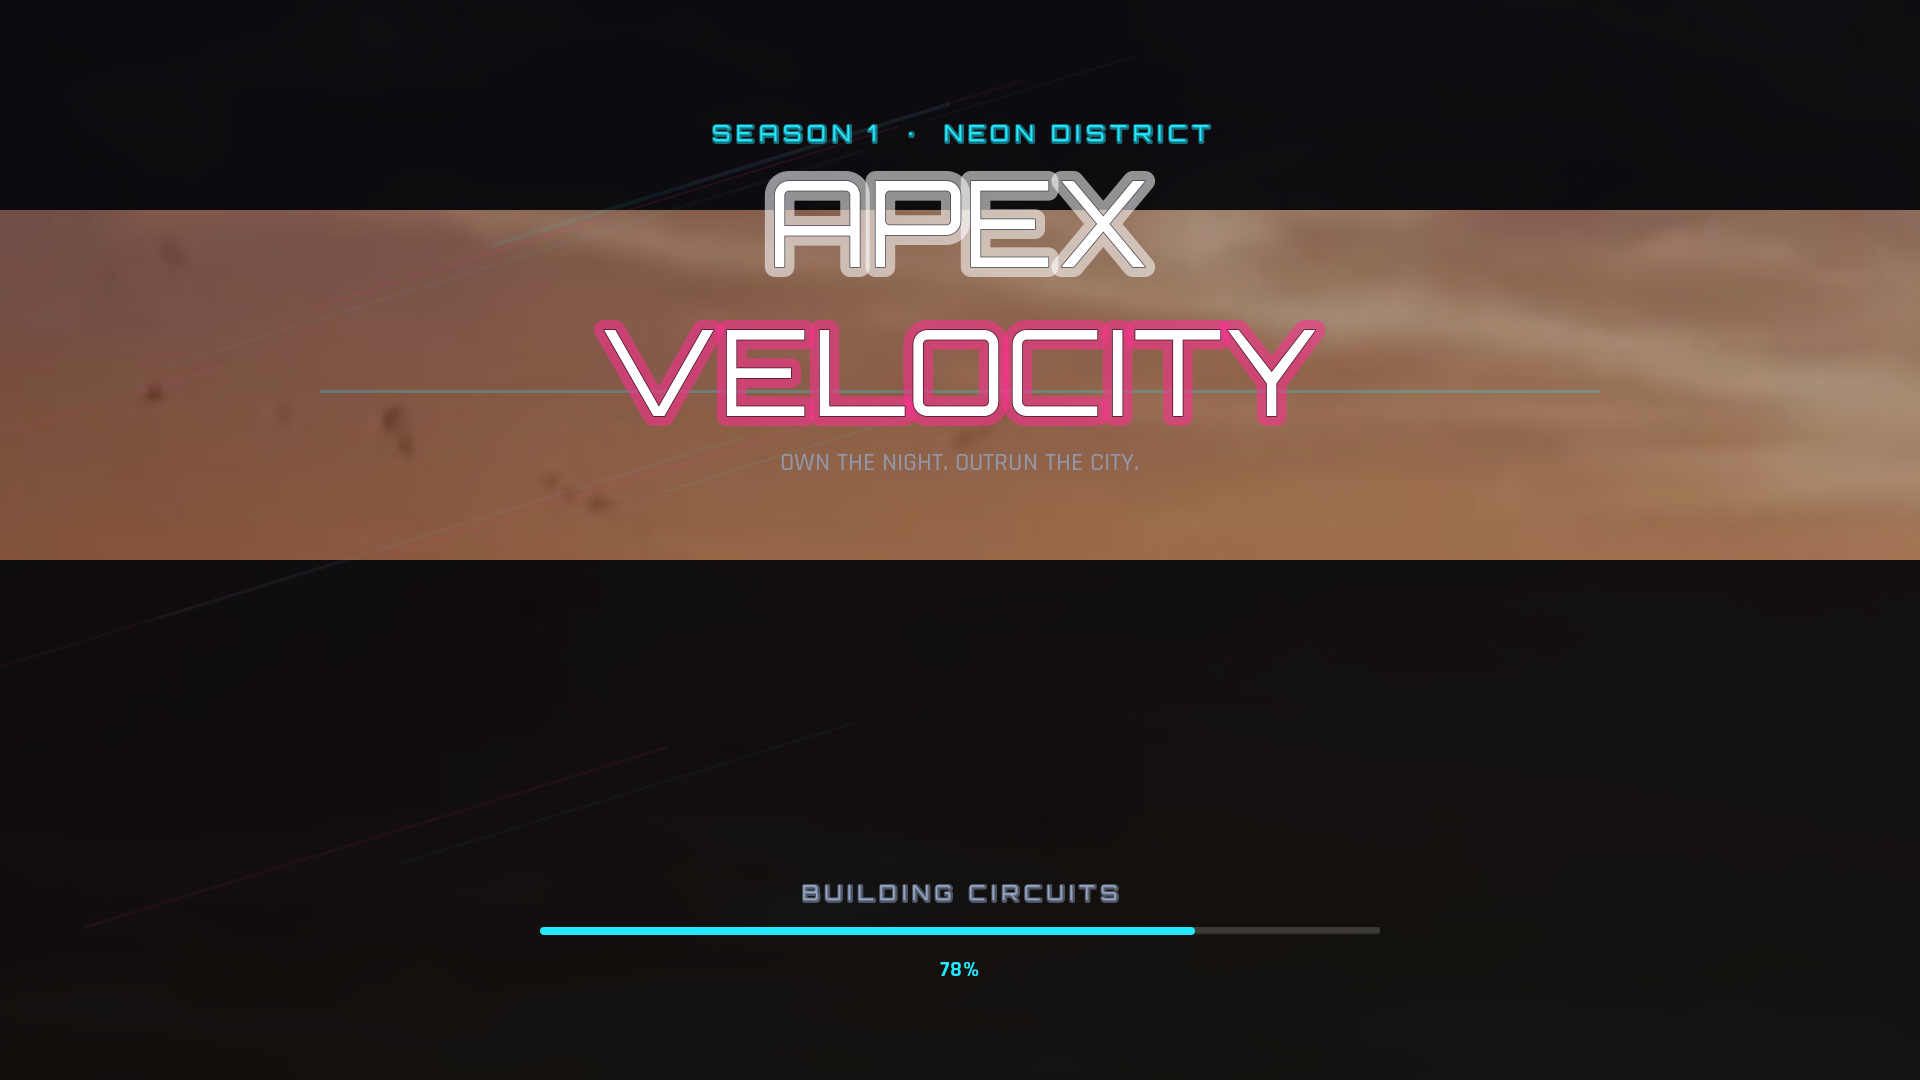 SEASON 1 · NEON DISTRICT
APEX
VELOCITY
OWN THE NIGHT. OUTRUN THE CITY.
BUILDING CIRCUITS
78%